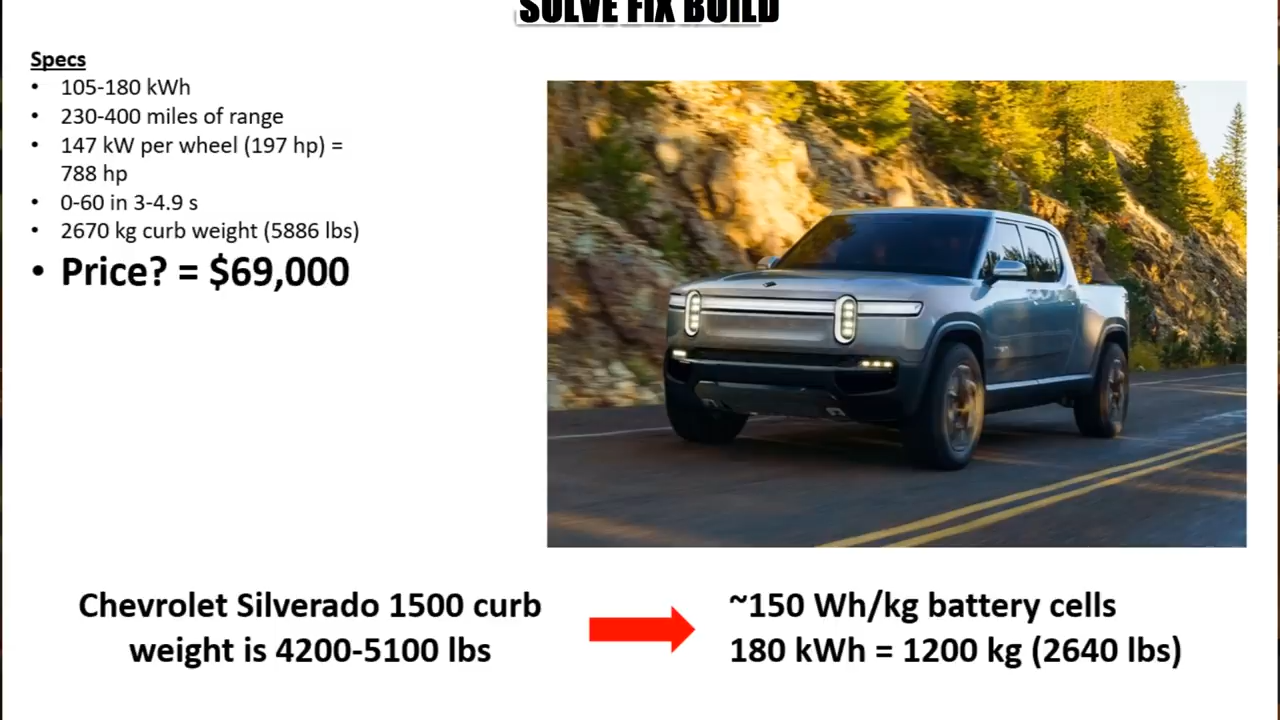 SOLVE FIX BUILD
Specs
• 105-180 kWh
• 230-400 miles of range
• 147 kW per wheel (197 hp) =
788 hp
• 0-60 in 3-4.9 s
• 2670 kg curb weight (5886 lbs)
• Price? = $69,000
Chevrolet Silverado 1500 curb
weight is 4200-5100 lbs
~150 Wh/kg battery cells
180 kWh = 1200 kg (2640 lbs)